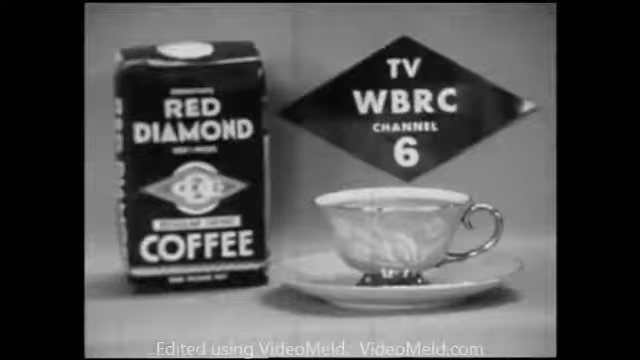 RED
DIAMOND
COFFEE
TV
WBRC
CHANNEL
6
Edited using VideoMeld. VideoMeld.com